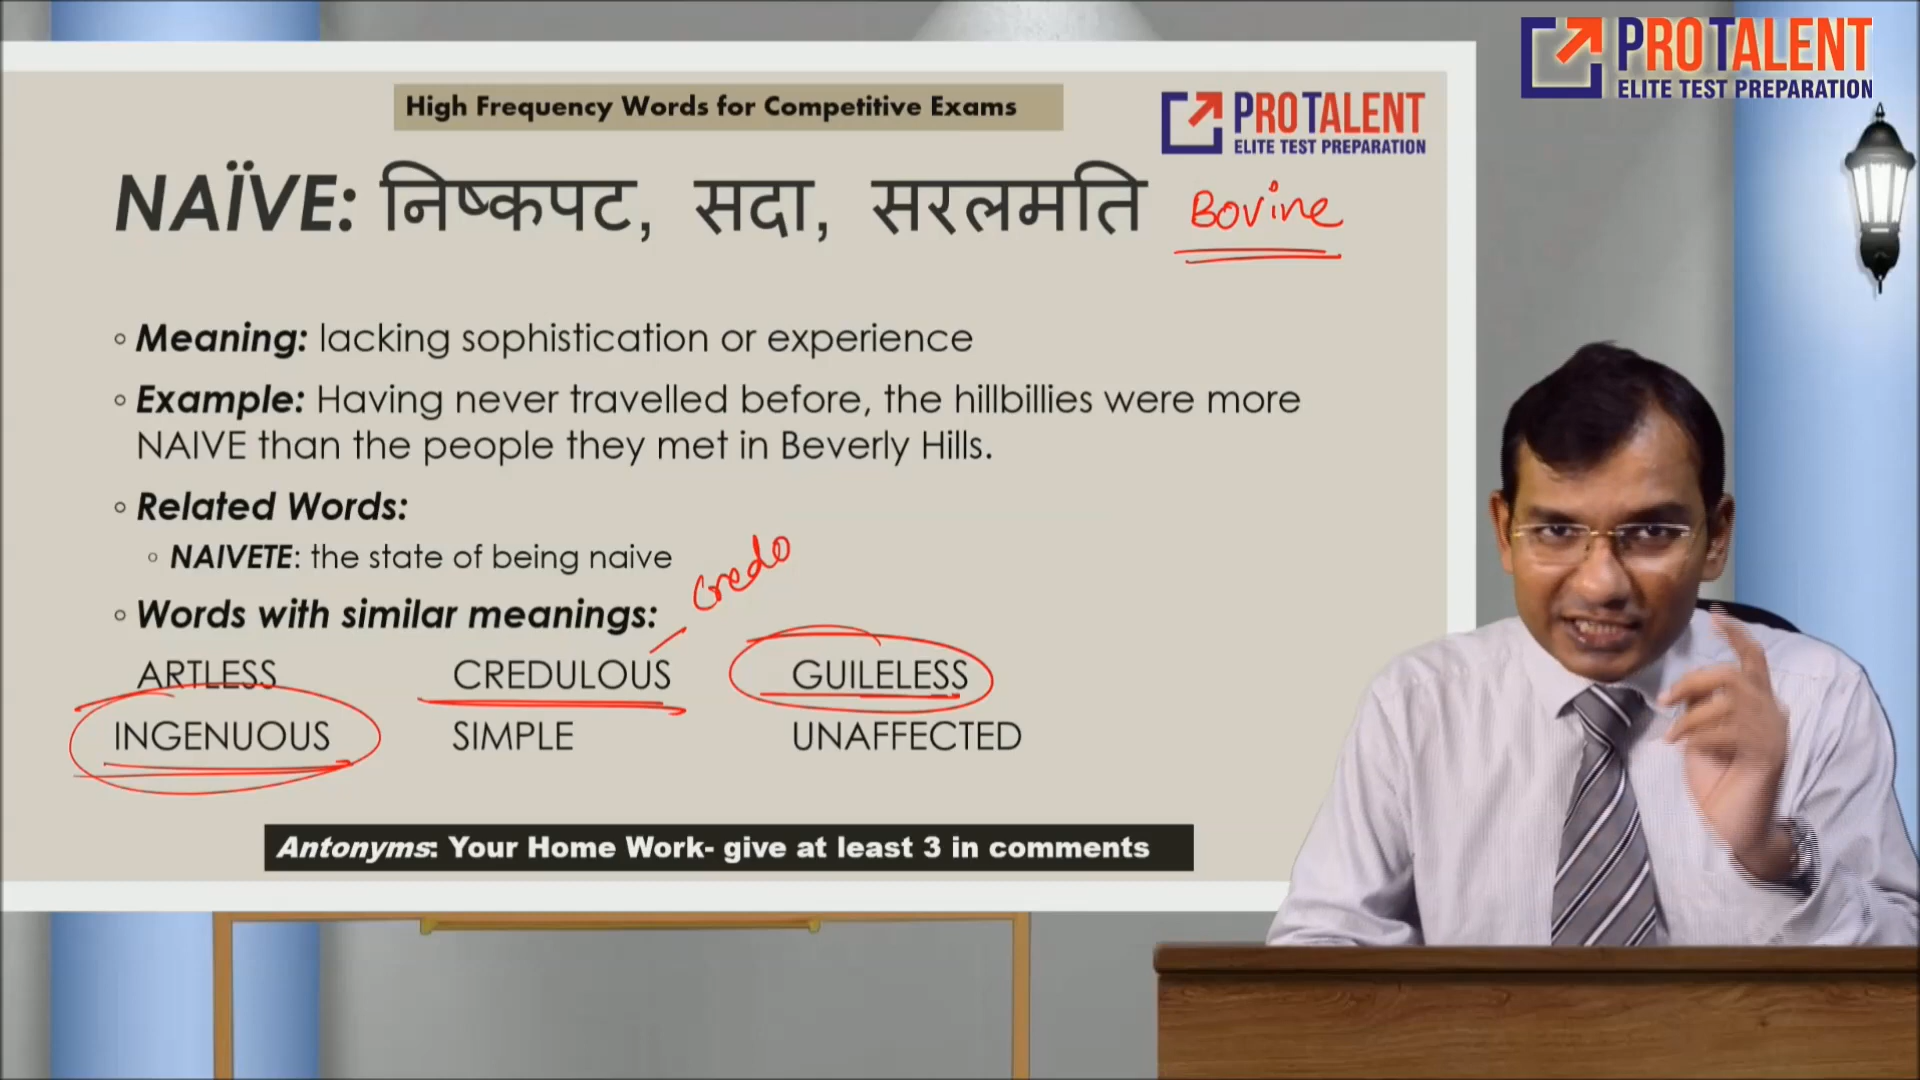 PROTALENT
ELITE TEST PREPARATION
High Frequency Words for Competitive Exams
PROTALENT
ELITE TEST PREPARATION
NAÏVE: निष्कपट, सदा, सरलमति Bovine
Meaning: lacking sophistication or experience
Example: Having never travelled before, the hillbillies were more
NAIVE than the people they met in Beverly Hills.
Related Words:
NAIVETE: the state of being naive
credo
Words with similar meanings:
ARTLESS CREDULOUS GUILELESS
INGENUOUS SIMPLE UNAFFECTED
Antonyms: Your Home Work- give at least 3 in comments